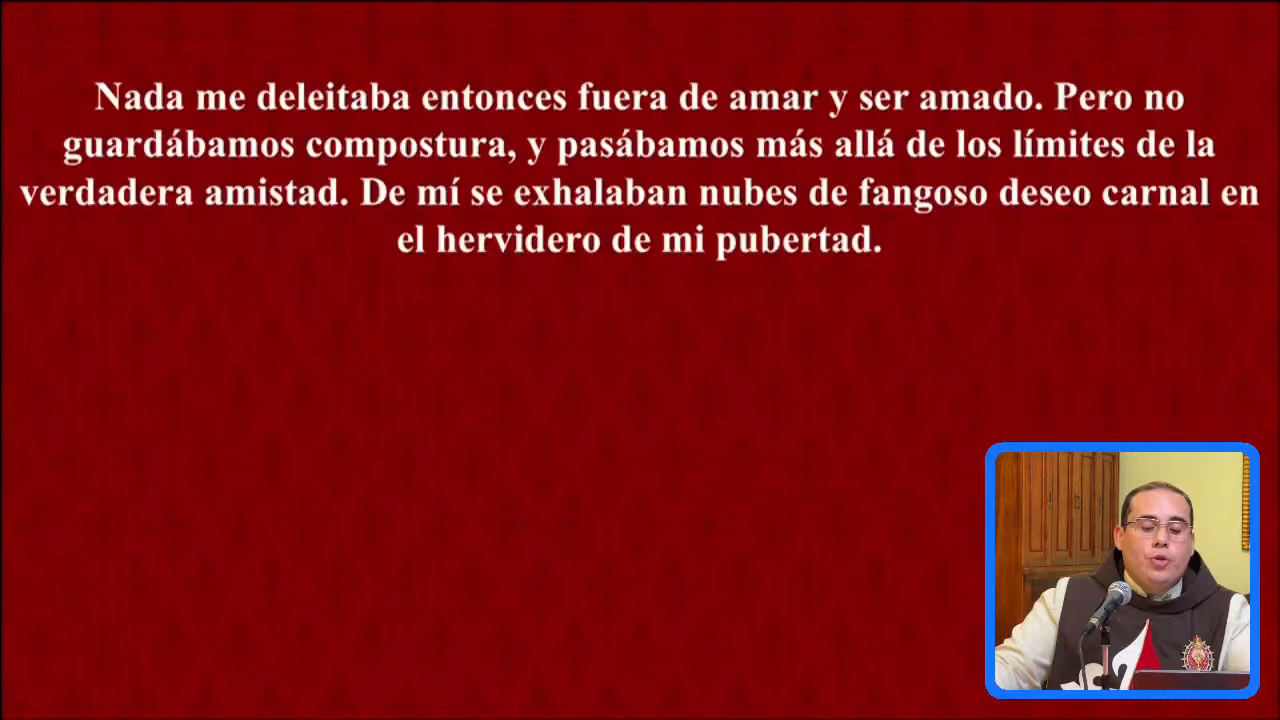 Nada me deleitaba entonces fuera de amar y ser amado. Pero no
guardábamos compostura, y pasábamos más allá de los límites de la
verdadera amistad. De mí se exhalaban nubes de fangoso deseo carnal en
el hervidero de mi pubertad.